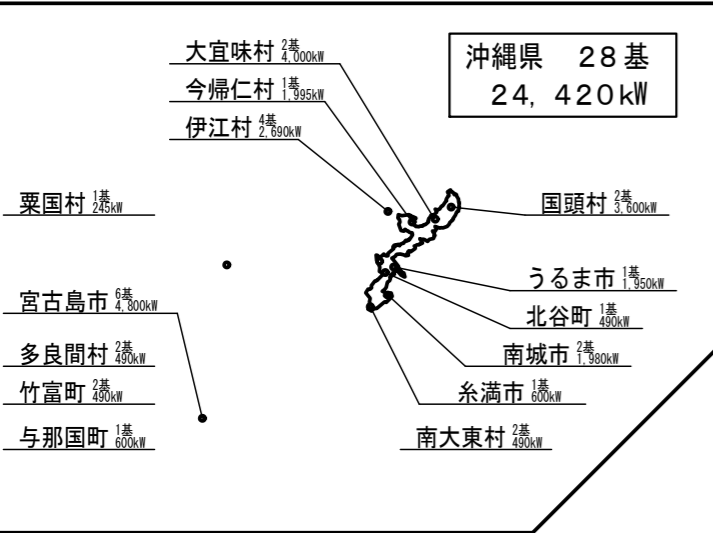 沖縄県 28基
24,420kW
大宜味村 2基 4,000kW
今帰仁村 1基 1,995kW
伊江村 4基 2,690kW
粟国村 1基 245kW
国頭村 2基 3,600kW
うるま市 1基 1,950kW
宮古島市 6基 4,800kW
北谷町 1基 490kW
多良間村 2基 490kW
南城市 2基 1,980kW
竹富町 2基 490kW
糸満市 1基 600kW
与那国町 1基 600kW
南大東村 2基 490kW